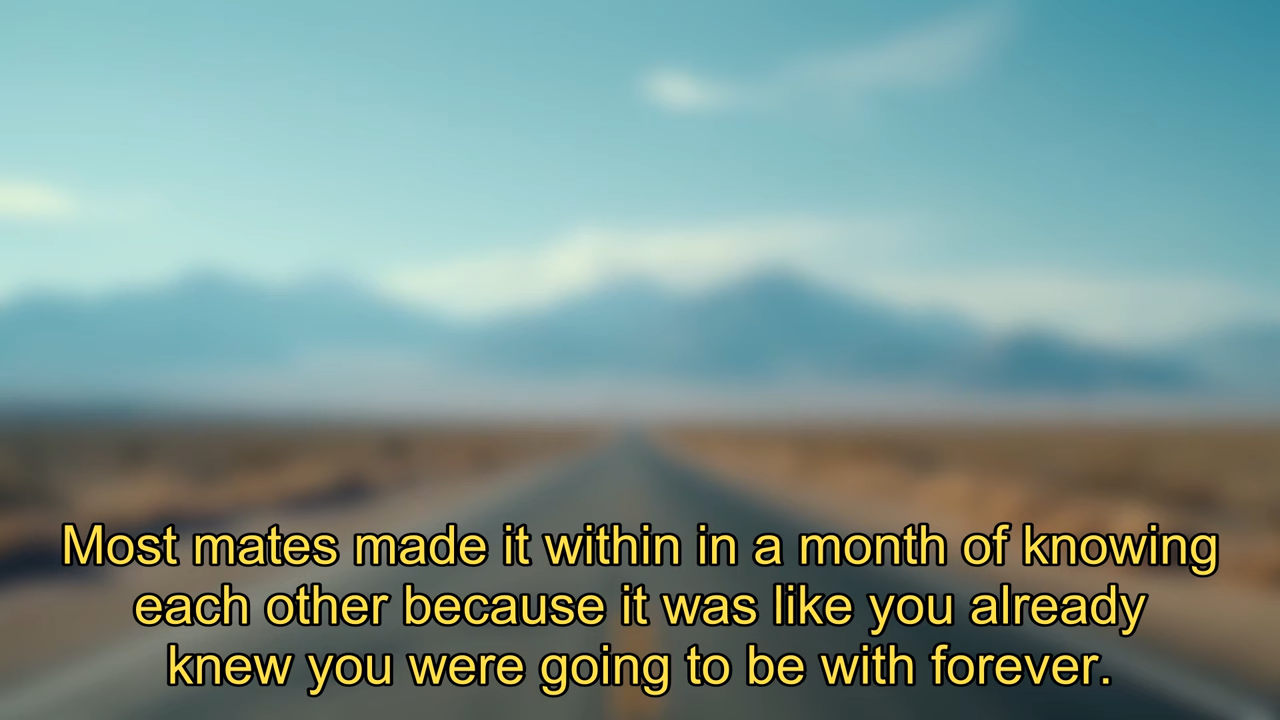 Most mates made it within in a month of knowing
each other because it was like you already
knew you were going to be with forever.